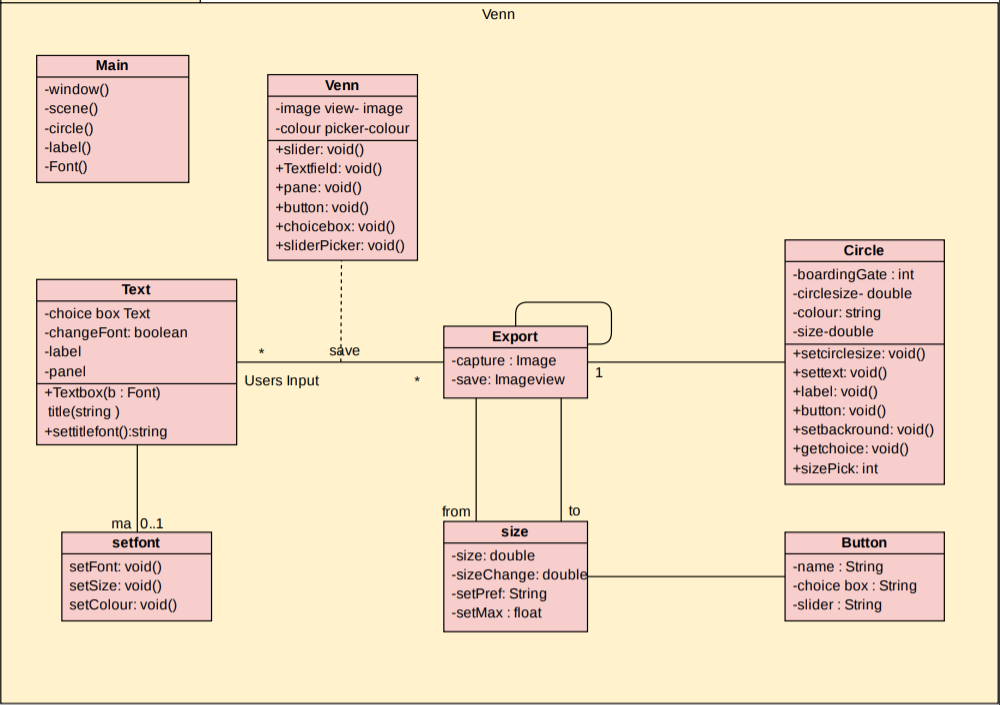 Venn
Main
-window()
-scene()
-circle()
-label()
-Font()
Venn
-image view- image
-colour picker-colour
+slider: void()
+Textfield: void()
+pane: void()
+button: void()
+choicebox: void()
+sliderPicker: void()
Text
-choice box Text
-changeFont: boolean
-label
-panel
+Textbox(b : Font)
title(string )
+settitlefont():string
*
save
Users Input
*
Export
-capture : Image
-save: Imageview
1
Circle
-boardingGate : int
-circlesize- double
-colour: string
-size-double
+setcirclesize: void()
+settext: void()
+label: void()
+button: void()
+setbackround: void()
+getchoice: void()
+sizePick: int
ma 0..1
setfont
setFont: void()
setSize: void()
setColour: void()
from
to
size
-size: double
-sizeChange: double
-setPref: String
-setMax : float
Button
-name : String
-choice box : String
-slider : String